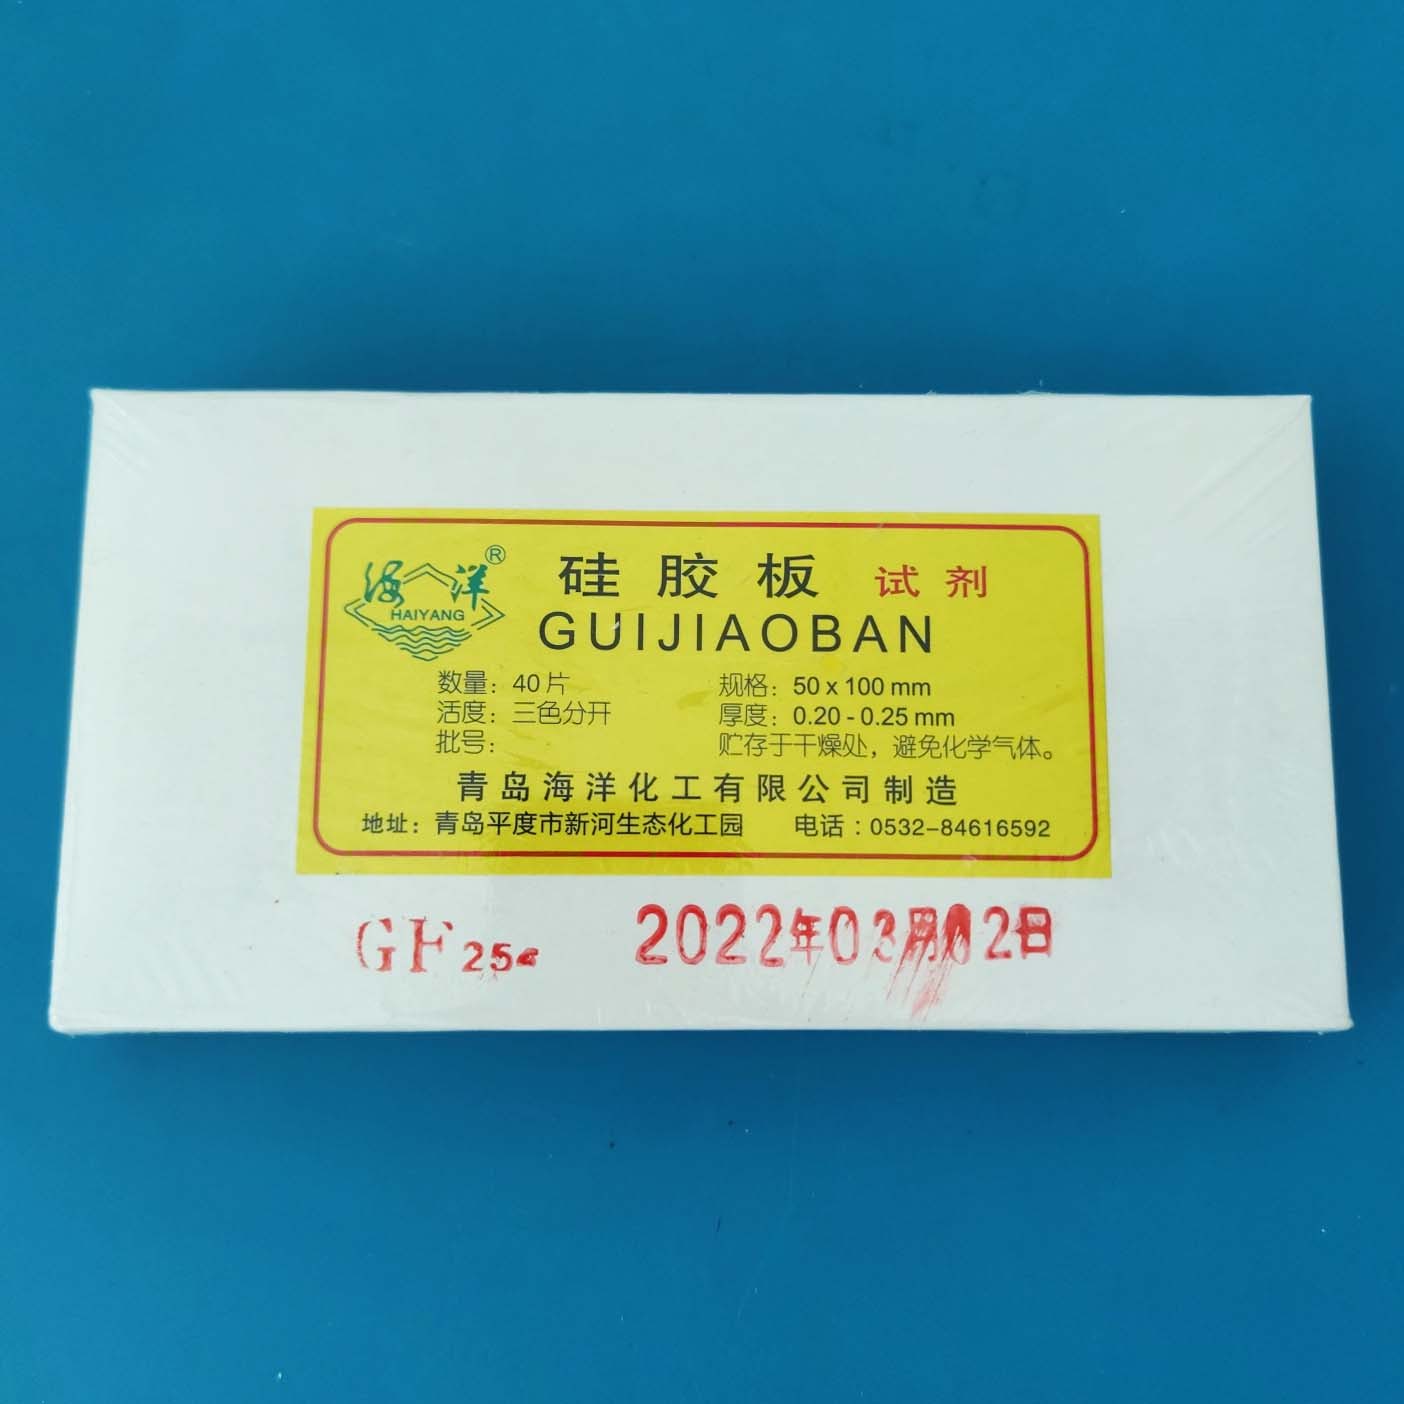 海洋®
HAIYANG
硅胶板 试剂
GUIJIAOBAN
数量：40片 规格：50 x 100 mm
活度：三色分开 厚度：0.20 - 0.25 mm
批号： 贮存于干燥处，避免化学气体。
青岛海洋化工有限公司制造
地址：青岛平度市新河生态化工园 电话：0532-84616592
GF 254 2022年03月02日